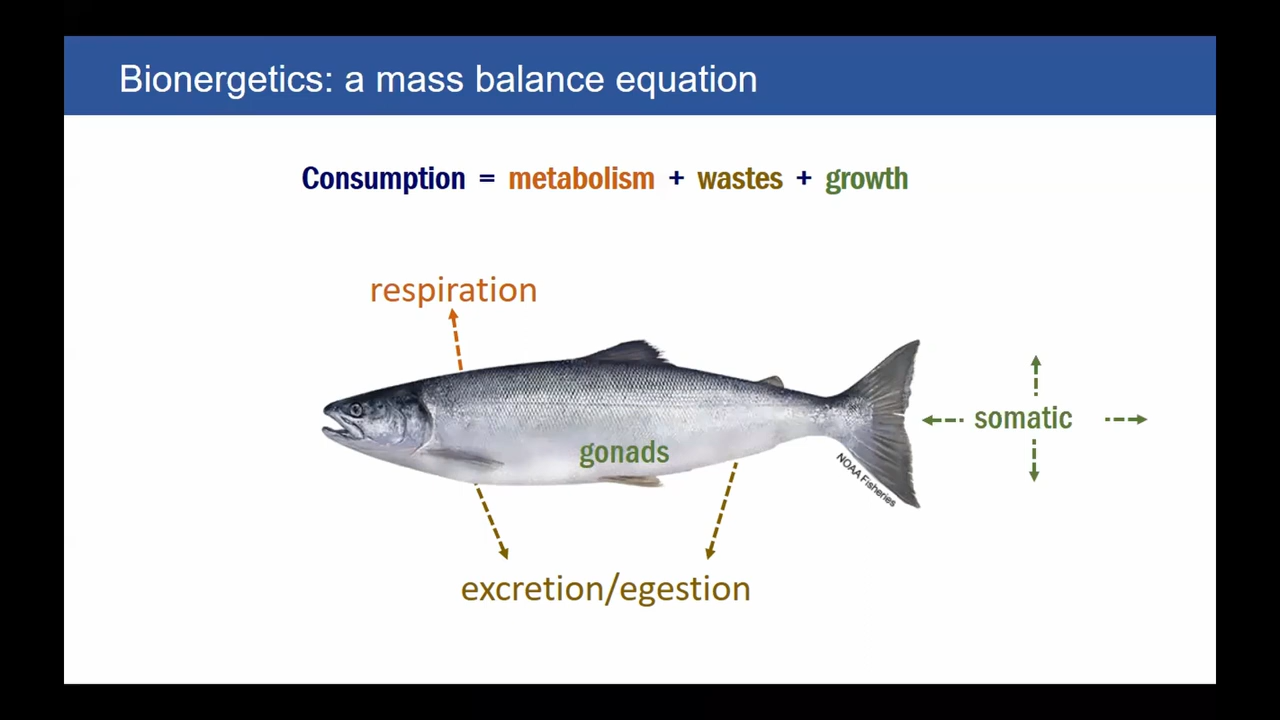 Bionergetics: a mass balance equation
Consumption = metabolism + wastes + growth
respiration
somatic
gonads
NOAA Fisheries
excretion/egestion